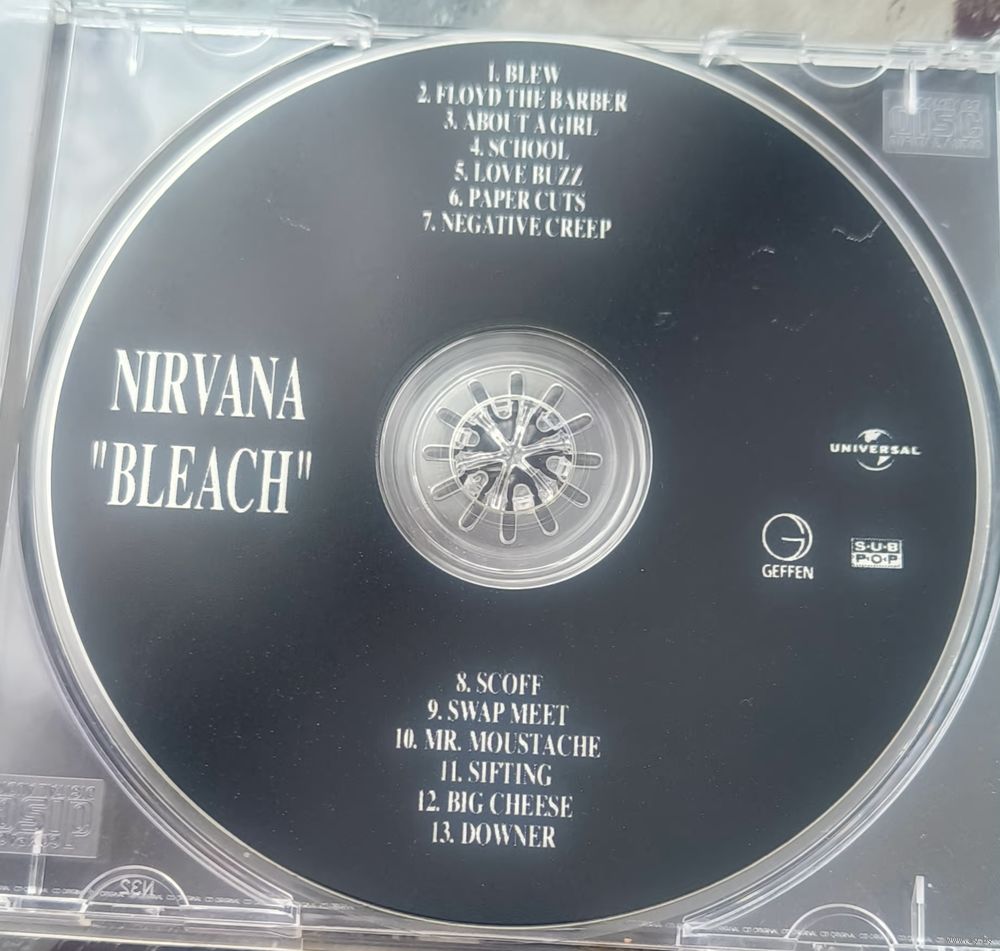 1. BLEW
2. FLOYD THE BARBER
3. ABOUT A GIRL
4. SCHOOL
5. LOVE BUZZ
6. PAPER CUTS
7. NEGATIVE CREEP
NIRVANA
"BLEACH"
UNIVERSAL
GEFFEN
S·U·B
P·O·P
8. SCOFF
9. SWAP MEET
10. MR. MOUSTACHE
11. SIFTING
12. BIG CHEESE
13. DOWNER
DISC
N32